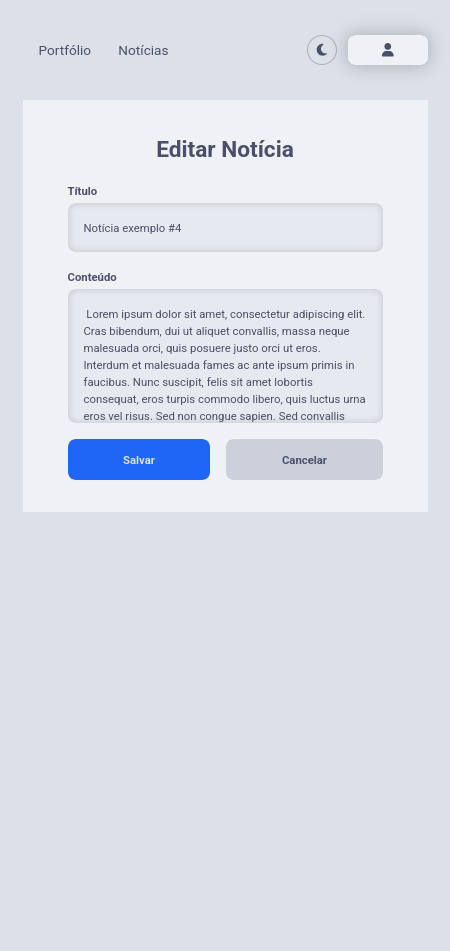 Portfólio Notícias
Editar Notícia
Título
Notícia exemplo #4
Conteúdo
Lorem ipsum dolor sit amet, consectetur adipiscing elit.
Cras bibendum, dui ut aliquet convallis, massa neque
malesuada orci, quis posuere justo orci ut eros.
Interdum et malesuada fames ac ante ipsum primis in
faucibus. Nunc suscipit, felis sit amet lobortis
consequat, eros turpis commodo libero, quis luctus urna
eros vel risus. Sed non congue sapien. Sed convallis
Salvar Cancelar